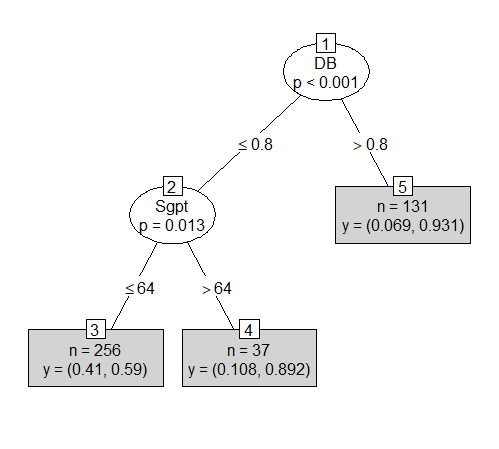 1
DB
p < 0.001
≤ 0.8
> 0.8
2
Sgpt
p = 0.013
5
n = 131
y = (0.069, 0.931)
≤ 64
> 64
3
n = 256
y = (0.41, 0.59)
4
n = 37
y = (0.108, 0.892)